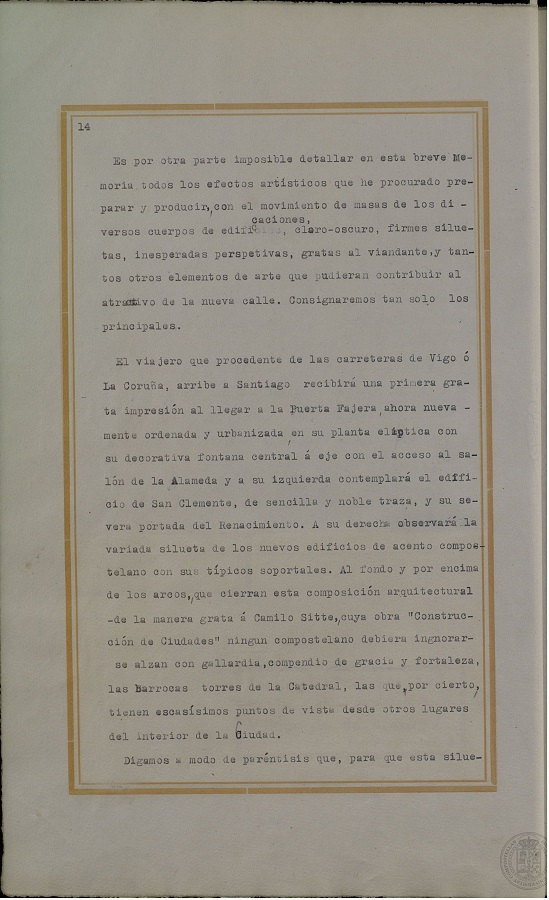 14
Es por otra parte imposible detallar en esta breve Me-
moria todos los efectos artisticos que he procurado pre-
parar y producir, con el movimiento de masas de los di -
caciones,
versos cuerpos de edifi , claro-oscuro, firmes silue-
tas, inesperadas perspetivas, gratas al viandante, y tan-
tos otros elementos de arte que pudieran contribuir al
atractivo de la nueva calle. Consignaremos tan solo los
principales.
El viajero que procedente de las carreteras de Vigo ó
La Coruña, arribe a Santiago recibirá una primera gra-
ta impresión al llegar a la Puerta Fajera, ahora nueva -
mente ordenada y urbanizada, en su planta eliptica con
su decorativa fontana central á eje con el acceso al sa-
lón de la Alameda y a su izquierda contemplará el edifi-
cio de San Clemente, de sencilla y noble traza, y su se-
vera portada del Renacimiento. A su derecha observará la
variada silueta de los nuevos edificios de acento compos-
telano con sus típicos soportales. Al fondo y por encima
de los arcos, que cierran esta composición arquitectural
-de la manera grata á Camilo Sitte, cuya obra "Construc-
ción de Ciudades" ningun compostelano debiera ingnorar-
se alzan con gallardia, compendio de gracia y fortaleza,
las Barrocas torres de la Catedral, las que, por cierto,
tienen escasísimos puntos de vista desde otros lugares
del interior de la Ciudad.
Digamos a modo de paréntisis que, para que esta silue-